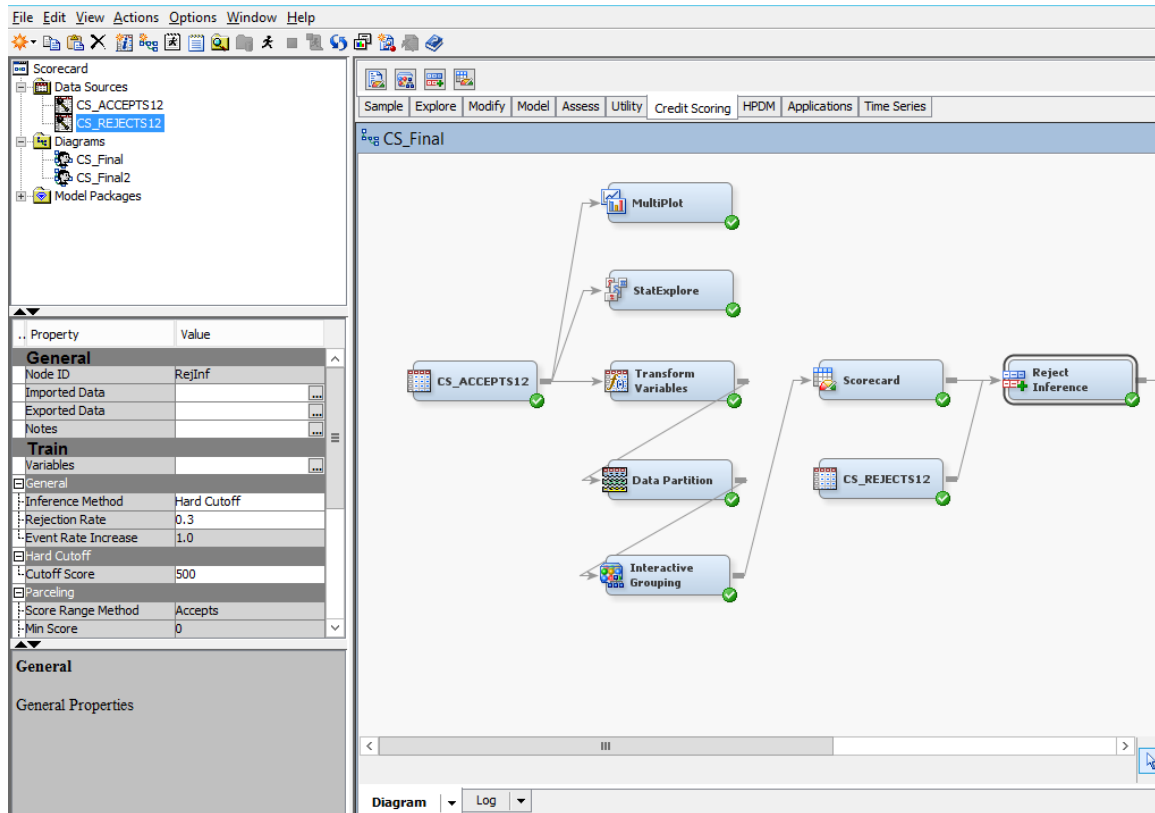 File Edit View Actions Options Window Help
Scorecard
Data Sources
CS_ACCEPTS12
CS_REJECTS12
Diagrams
CS_Final
CS_Final2
Model Packages
.. Property Value
General
Node ID RejInf
Imported Data ...
Exported Data ...
Notes ...
Train
Variables ...
General
Inference Method Hard Cutoff
Rejection Rate 0.3
Event Rate Increase 1.0
Hard Cutoff
Cutoff Score 500
Parceling
Score Range Method Accepts
Min Score 0
General
General Properties
Sample Explore Modify Model Assess Utility Credit Scoring HPDM Applications Time Series
CS_Final
MultiPlot
StatExplore
CS_ACCEPTS12
Transform
Variables
Scorecard
Reject
Inference
Data Partition
CS_REJECTS12
Interactive
Grouping
Diagram Log